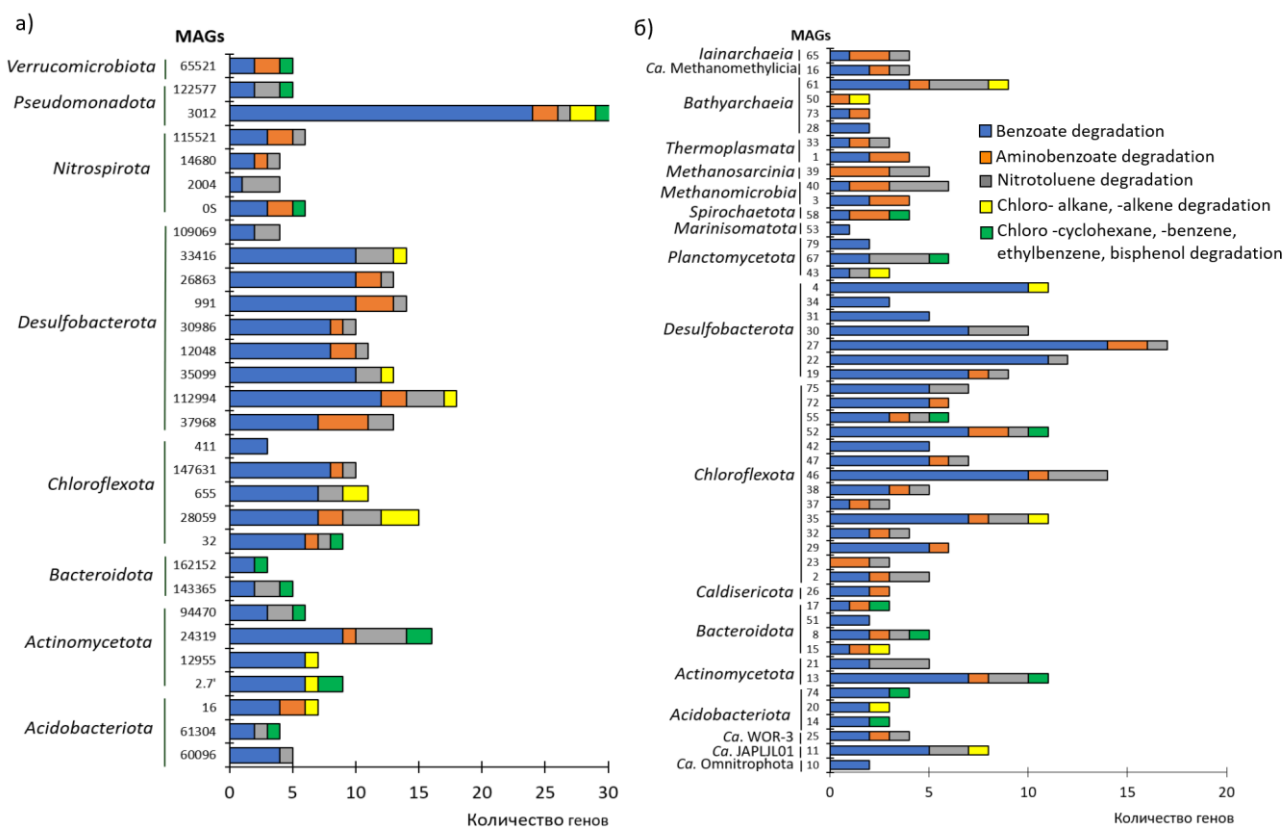 а)
MAGs
Verrucomicrobiota
65521
122577
Pseudomonadota
3012
115521
Nitrospirota
14680
2004
0S
109069
33416
26863
991
Desulfobacterota
30986
12048
35099
112994
37968
411
147631
Chloroflexota
655
28059
32
162152
Bacteroidota
143365
94470
24319
Actinomycetota
12955
2.7'
16
Acidobacteriota
61304
60096
0 5 10 15 20 25 30
Количество генов
б)
MAGs
Iainarchaeia 65
Ca. Methanomethylicia 16
61
Bathyarchaeia
50
73
28
Thermoplasmata
33
1
Methanosarcinia 39
Methanomicrobia
40
3
Spirochaetota 58
Marinisomatota 53
79
Planctomycetota 67
43
4
34
31
Desulfobacterota 30
27
22
19
75
72
55
52
42
47
Chloroflexota
46
38
37
35
32
29
23
2
Caldisericota 26
17
51
Bacteroidota
8
15
21
Actinomycetota
13
74
Acidobacteriota 20
14
Ca. WOR-3 25
Ca. JAPLJL01 11
Ca. Omnitrophota 10
0 5 10 15 20
Количество генов
Benzoate degradation
Aminobenzoate degradation
Nitrotoluene degradation
Chloro- alkane, -alkene degradation
Chloro -cyclohexane, -benzene,
ethylbenzene, bisphenol degradation